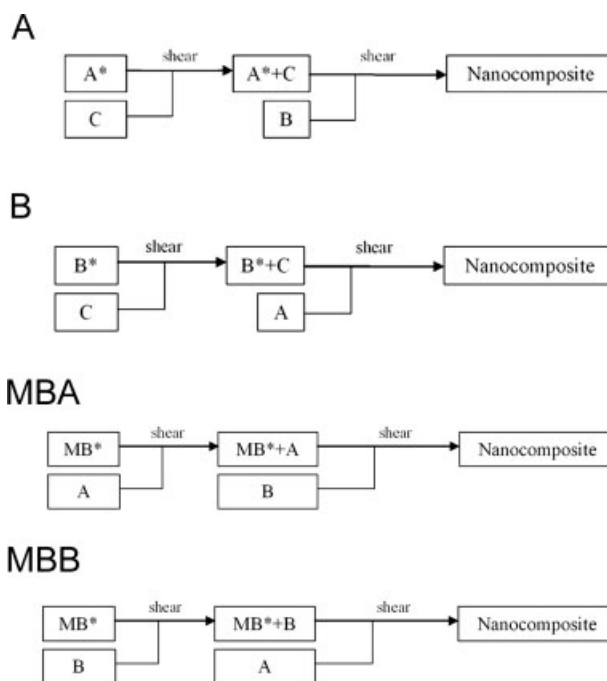 A
shear
shear
A*
A*+C
Nanocomposite
C
B
B
shear
shear
B*
B*+C
Nanocomposite
C
A
MBA
shear
shear
MB*
MB*+A
Nanocomposite
A
B
MBB
shear
shear
MB*
MB*+B
Nanocomposite
B
A